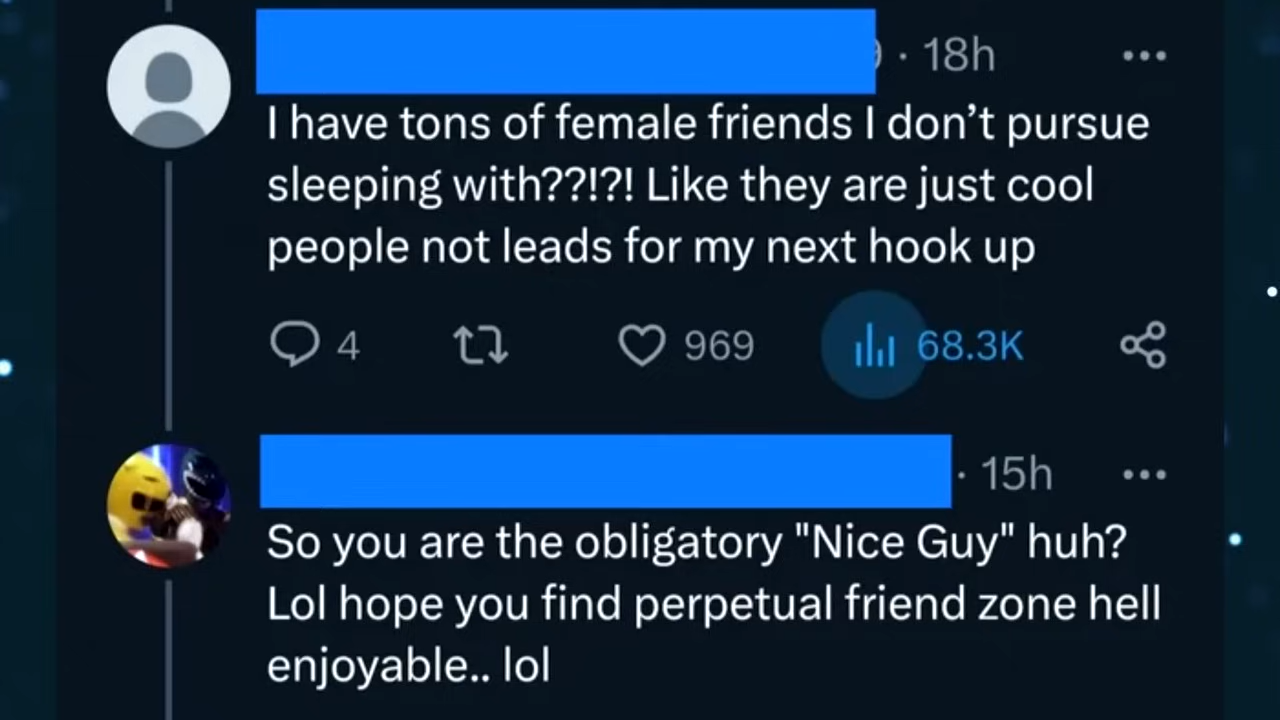 · 18h
I have tons of female friends I don’t pursue
sleeping with??!?! Like they are just cool
people not leads for my next hook up
4 969 68.3K
· 15h
So you are the obligatory "Nice Guy" huh?
Lol hope you find perpetual friend zone hell
enjoyable.. lol